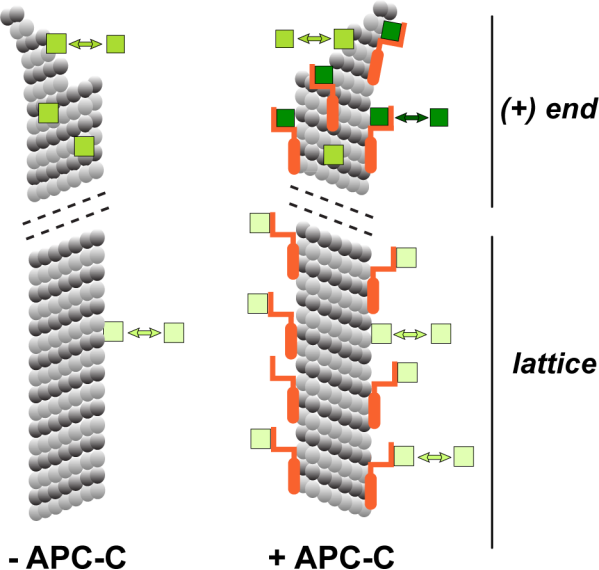 (+) end
lattice
- APC-C
+ APC-C